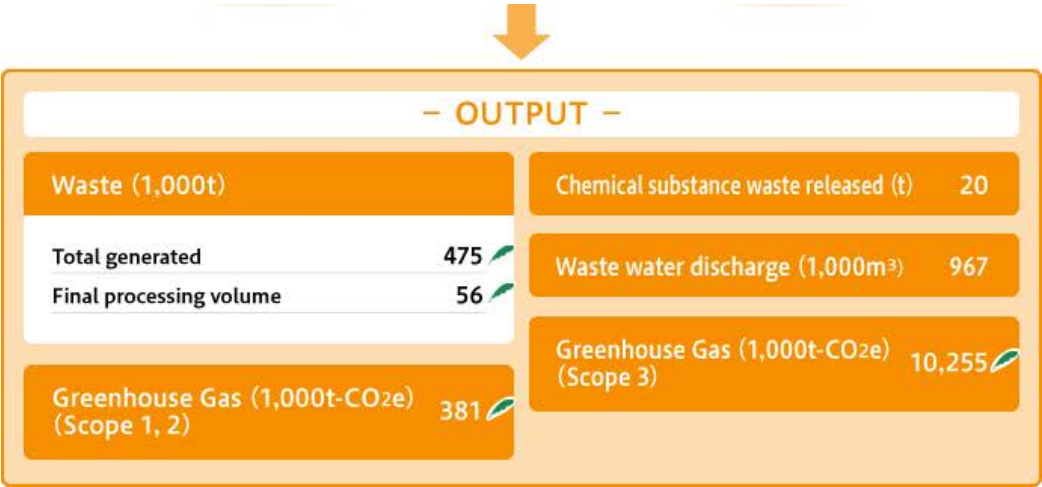 – OUTPUT –
Waste (1,000t)
Total generated 475
Final processing volume 56
Greenhouse Gas (1,000t-CO2e) 381
(Scope 1, 2)
Chemical substance waste released (t) 20
Waste water discharge (1,000m³) 967
Greenhouse Gas (1,000t-CO2e) 10,255
(Scope 3)